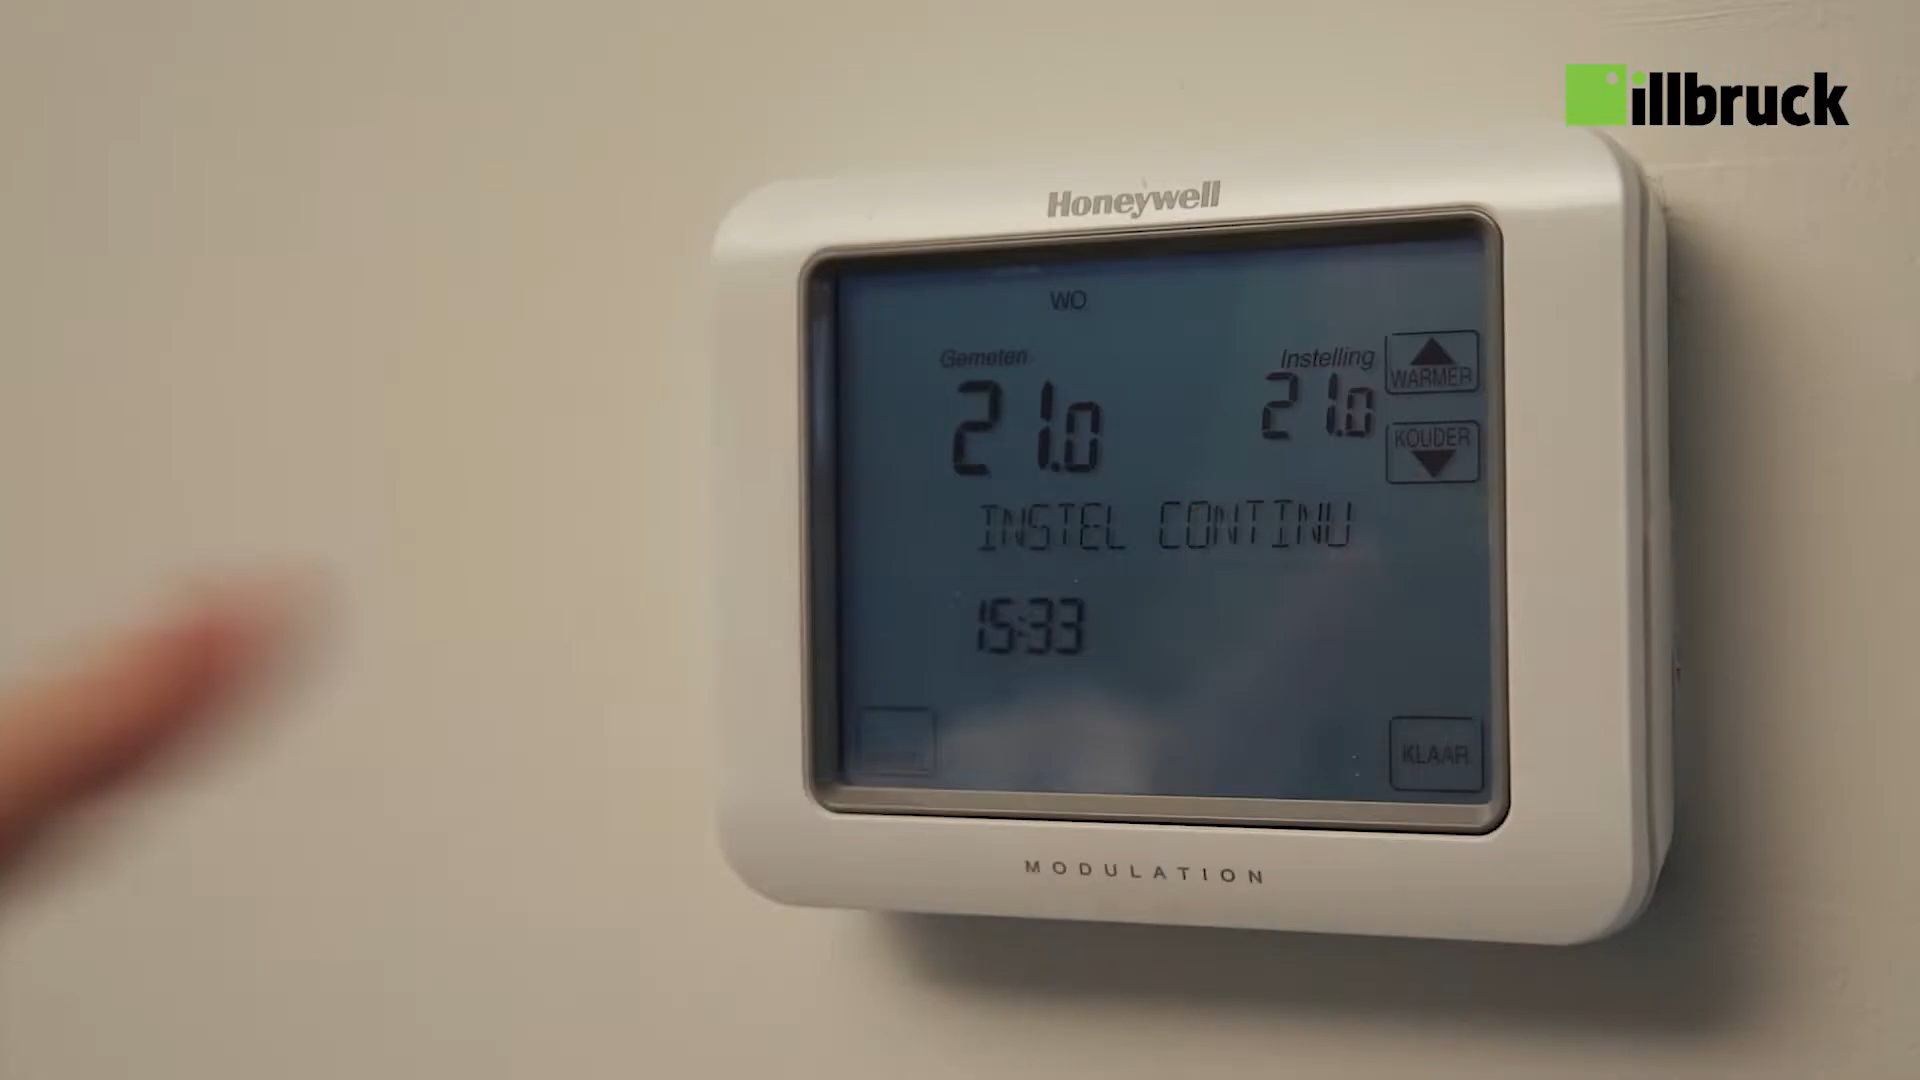 illbruck
Honeywell
WO
Gemeten
Instelling
21.0
21.0
WARMER
KOUDER
INSTEL CONTINU
15:33
KLAAR
MODULATION